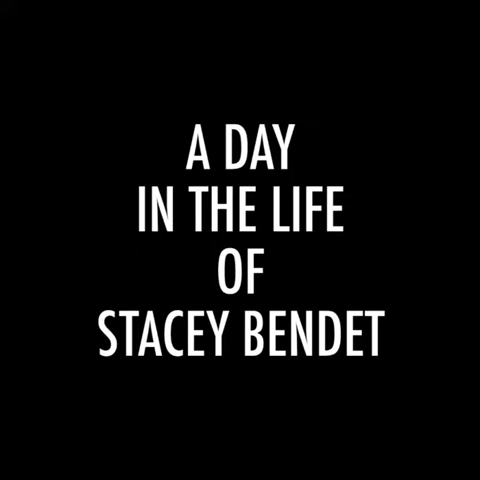 A DAY
IN THE LIFE
OF
STACEY BENDET